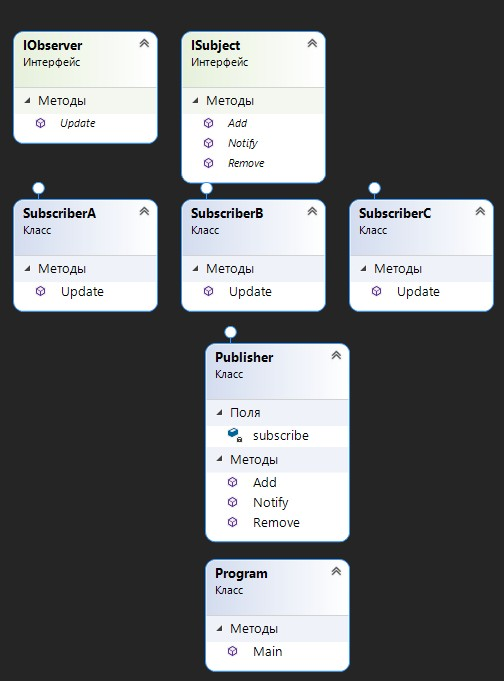 IObserver
Интерфейс
Методы
Update
ISubject
Интерфейс
Методы
Add
Notify
Remove
SubscriberA
Класс
Методы
Update
SubscriberB
Класс
Методы
Update
SubscriberC
Класс
Методы
Update
Publisher
Класс
Поля
subscribe
Методы
Add
Notify
Remove
Program
Класс
Методы
Main